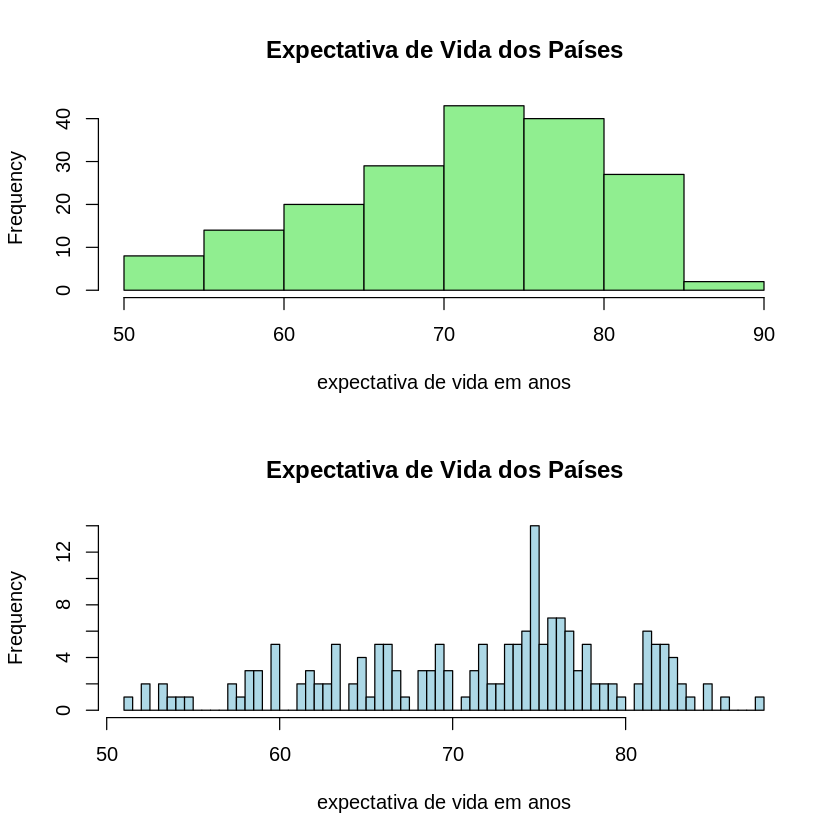 Expectativa de Vida dos Países
Frequency
0 10 20 30 40
50 60 70 80 90
expectativa de vida em anos
Expectativa de Vida dos Países
Frequency
0 4 8 12
50 60 70 80
expectativa de vida em anos